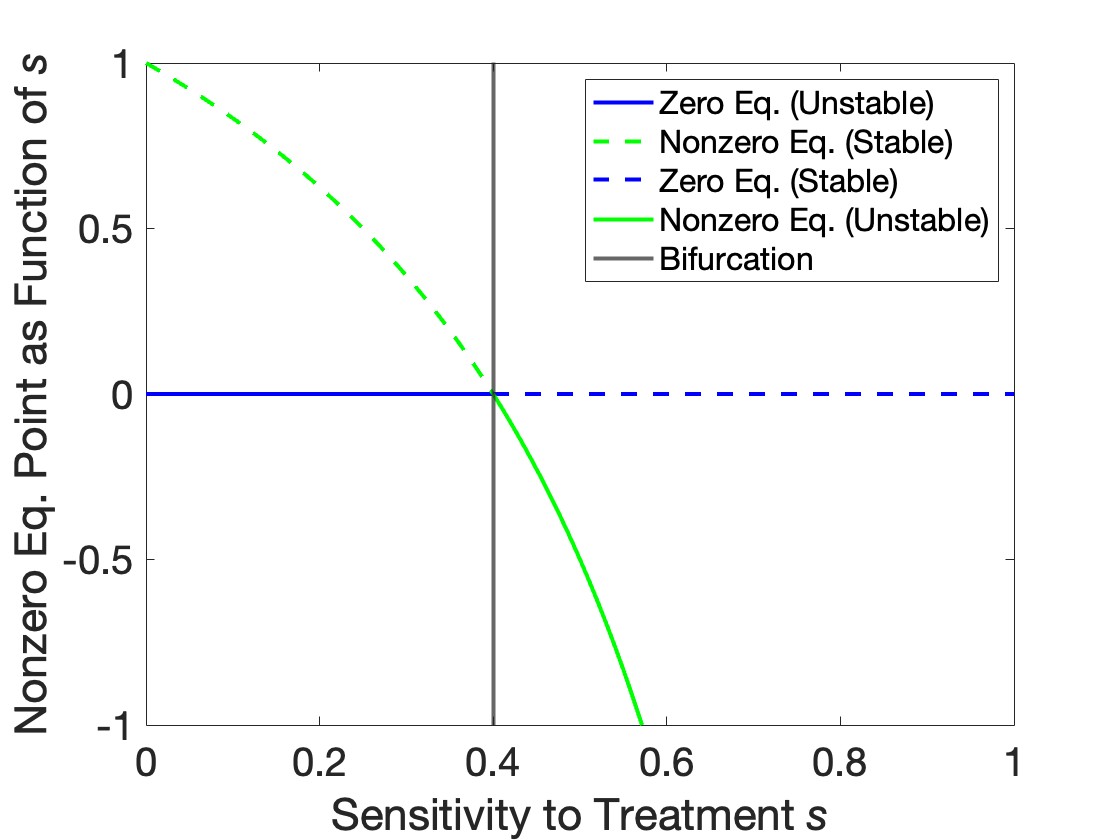 Nonzero Eq. Point as Function of s
1
0.5
0
-0.5
-1
Zero Eq. (Unstable)
Nonzero Eq. (Stable)
Zero Eq. (Stable)
Nonzero Eq. (Unstable)
Bifurcation
0 0.2 0.4 0.6 0.8 1
Sensitivity to Treatment s